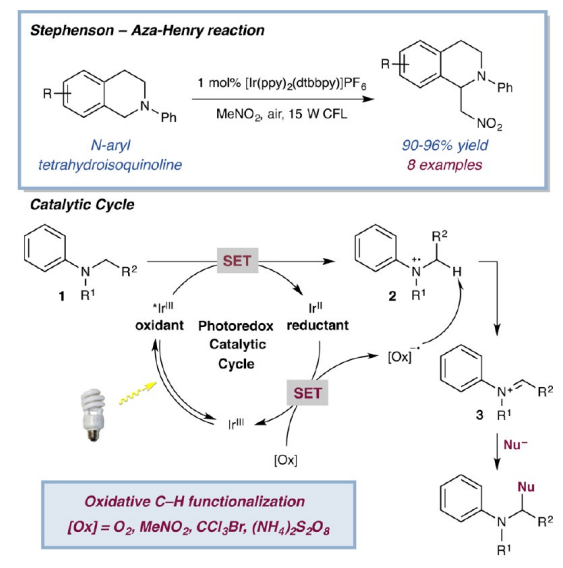 Stephenson – Aza-Henry reaction
R
N
Ph
1 mol% [Ir(ppy)2(dtbbpy)]PF6
MeNO2, air, 15 W CFL
R
N
Ph
NO2
N-aryl
tetrahydroisoquinoline
90-96% yield
8 examples
Catalytic Cycle
N
R2
R1
1
SET
R2
N
+•
H
R1
2
*IrIII
oxidant
Photoredox
Catalytic
Cycle
IrII
reductant
[Ox]−•
SET
IrIII
[Ox]
N+
R2
3
R1
Nu−
Nu
N
R2
R1
Oxidative C–H functionalization
[Ox] = O2, MeNO2, CCl3Br, (NH4)2S2O8